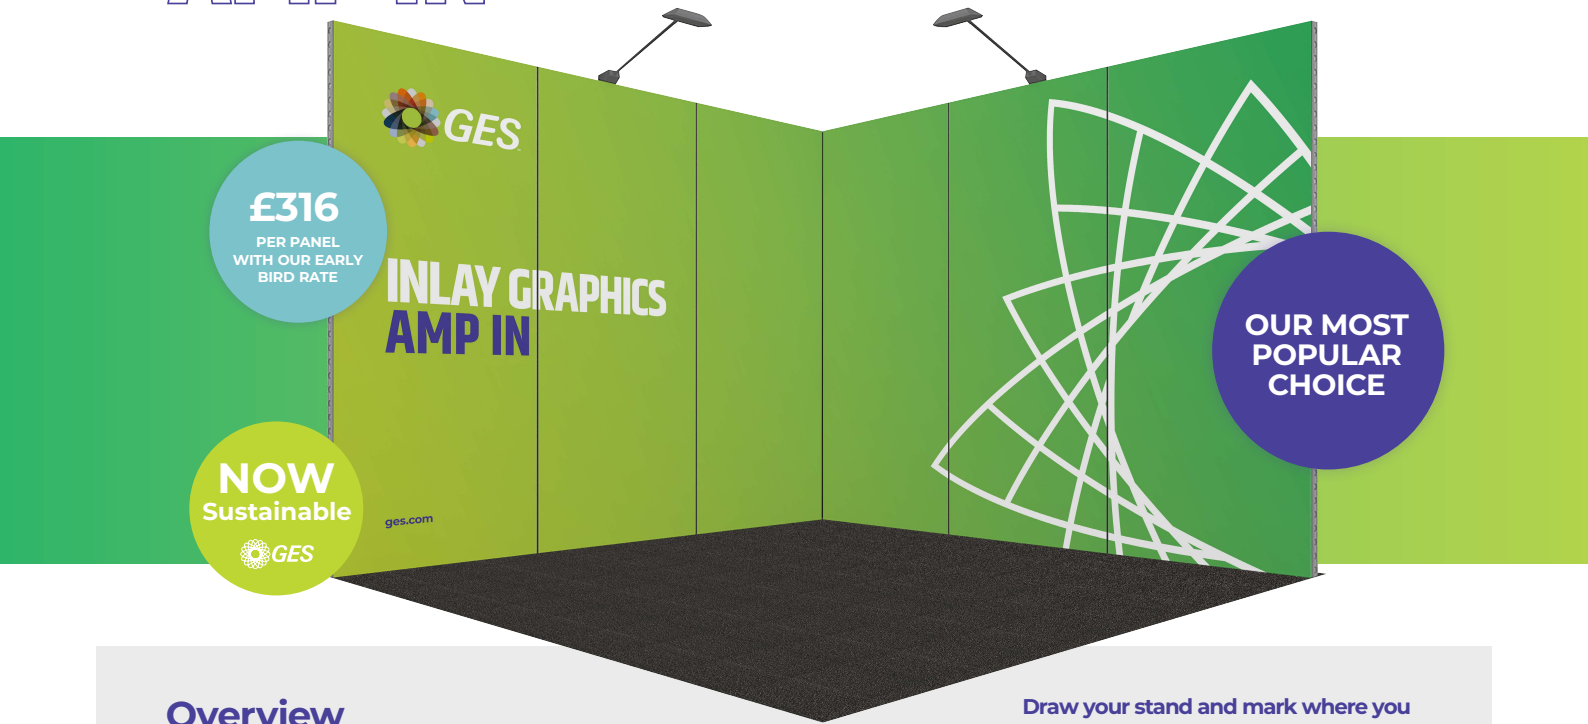 GES
£316
PER PANEL
WITH OUR EARLY
BIRD RATE
INLAY GRAPHICS
AMP IN
OUR MOST
POPULAR
CHOICE
NOW
Sustainable
GES
ges.com
Overview
Draw your stand and mark where you